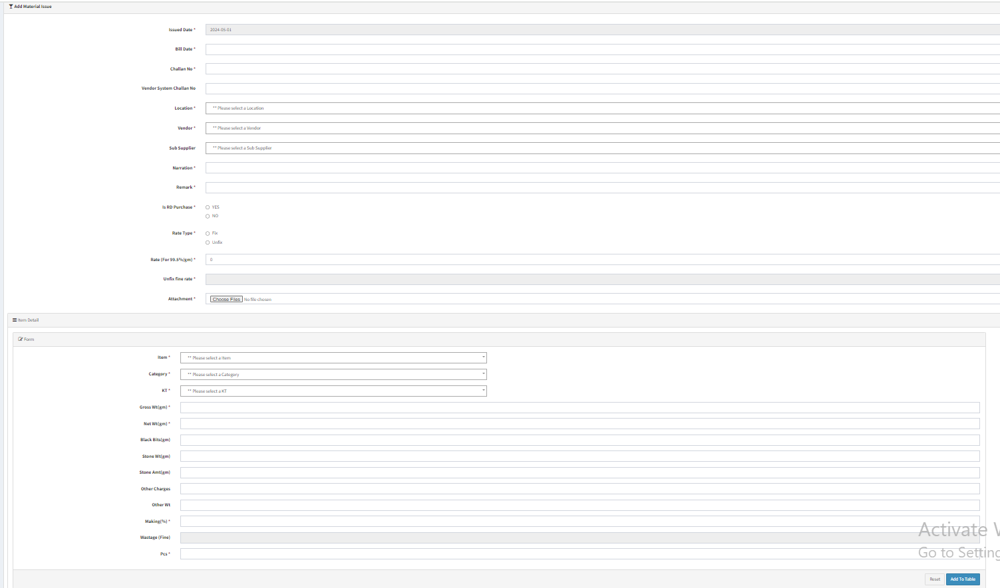 Add Material Issue
Issued Date * 2024-05-01
Bill Date *
Challan No *
Vendor System Challan No
Location * ** Please select a Location
Vendor * ** Please select a Vendor
Sub Supplier ** Please select a Sub Supplier
Narration *
Remark *
Is RD Purchase * YES
NO
Rate Type * Fix
Unfix
Rate (For 99.5%/gm) * 0
Unfix fine rate *
Attachment * Choose Files No file chosen
Item Detail
Form
Item * ** Please select a Item
Category * ** Please select a Category
KT * ** Please select a KT
Gross Wt(gm) *
Net Wt(gm) *
Black Bits(gm)
Stone Wt(gm)
Stone Amt(gm)
Other Charges
Other Wt
Making(%) *
Wastage (Fine)
Pcs *
Activate W
Go to Setting
Reset Add To Table